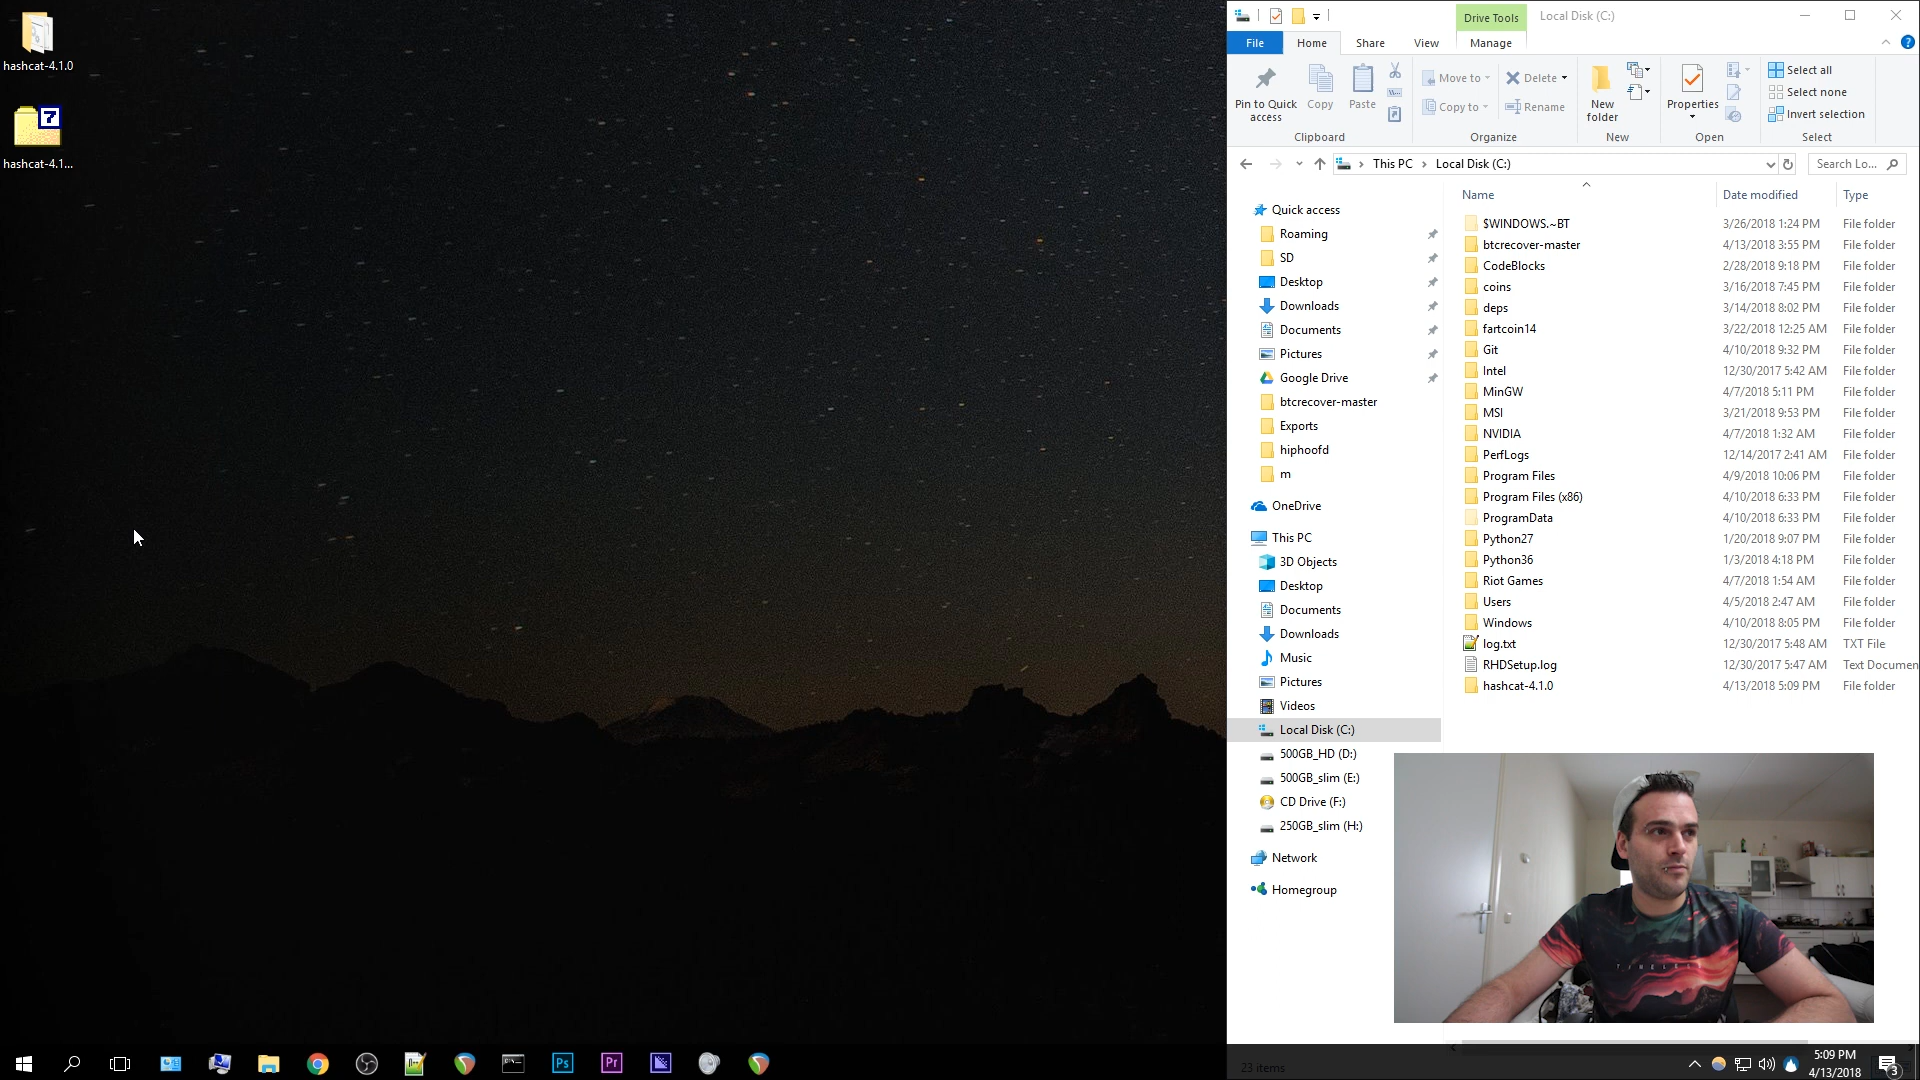 hashcat-4.1.0
7
hashcat-4.1...
Drive Tools
Local Disk (C:)
File
Home
Share
View
Manage
Pin to Quick access
Copy
Paste
Clipboard
Move to
Copy to
Delete
Rename
Organize
New folder
New
Properties
Open
Select all
Select none
Invert selection
Select
This PC
Local Disk (C:)
Search Lo...
Quick access
Roaming
SD
Desktop
Downloads
Documents
Pictures
Google Drive
btcrecover-master
Exports
hiphoofd
m
OneDrive
This PC
3D Objects
Desktop
Documents
Downloads
Music
Pictures
Videos
Local Disk (C:)
500GB_HD (D:)
500GB_slim (E:)
CD Drive (F:)
250GB_slim (H:)
Network
Homegroup
Name Date modified Type
$WINDOWS.~BT 3/26/2018 1:24 PM File folder
btcrecover-master 4/13/2018 3:55 PM File folder
CodeBlocks 2/28/2018 9:18 PM File folder
coins 3/16/2018 7:45 PM File folder
deps 3/14/2018 8:02 PM File folder
fartcoin14 3/22/2018 12:25 AM File folder
Git 4/10/2018 9:32 PM File folder
Intel 12/30/2017 5:42 AM File folder
MinGW 4/7/2018 5:11 PM File folder
MSI 3/21/2018 9:53 PM File folder
NVIDIA 4/7/2018 1:32 AM File folder
PerfLogs 12/14/2017 2:41 AM File folder
Program Files 4/9/2018 10:06 PM File folder
Program Files (x86) 4/10/2018 6:33 PM File folder
ProgramData 4/10/2018 6:33 PM File folder
Python27 1/20/2018 9:07 PM File folder
Python36 1/3/2018 4:18 PM File folder
Riot Games 4/7/2018 1:54 AM File folder
Users 4/5/2018 2:47 AM File folder
Windows 4/10/2018 8:05 PM File folder
log.txt 12/30/2017 5:48 AM TXT File
RHDSetup.log 12/30/2017 5:47 AM Text Documen
hashcat-4.1.0 4/13/2018 5:09 PM File folder
TIMELESS
23 items
Ps
Pr
5:09 PM
4/13/2018
3